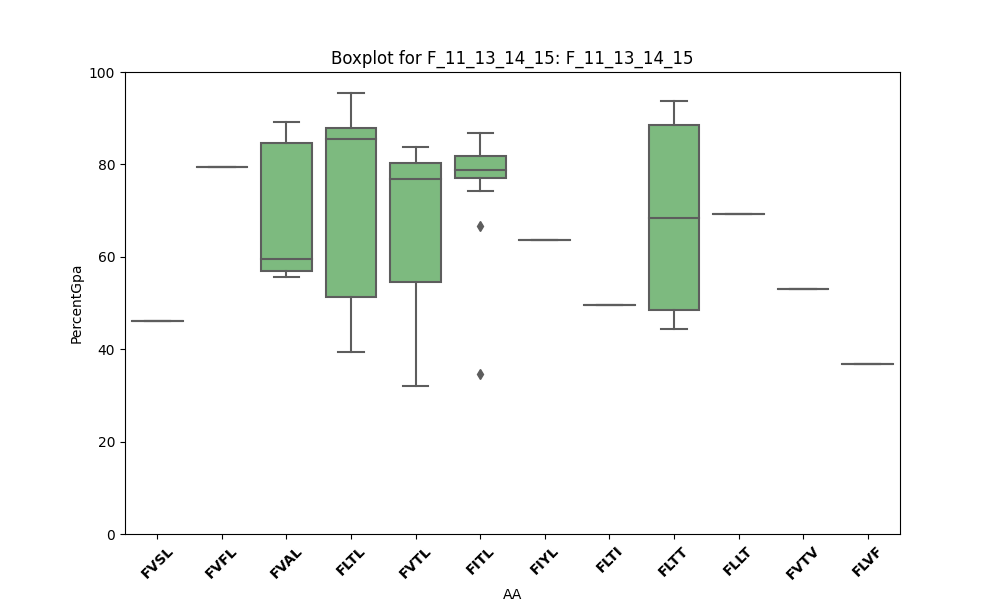 Boxplot for F_11_13_14_15: F_11_13_14_15
100
80
60
40
20
0
PercentGpa
FVSL
FVFL
FVAL
FLTL
FVTL
FITL
FIYL
FLTI
FLTT
FLLT
FVTV
FLVF
AA